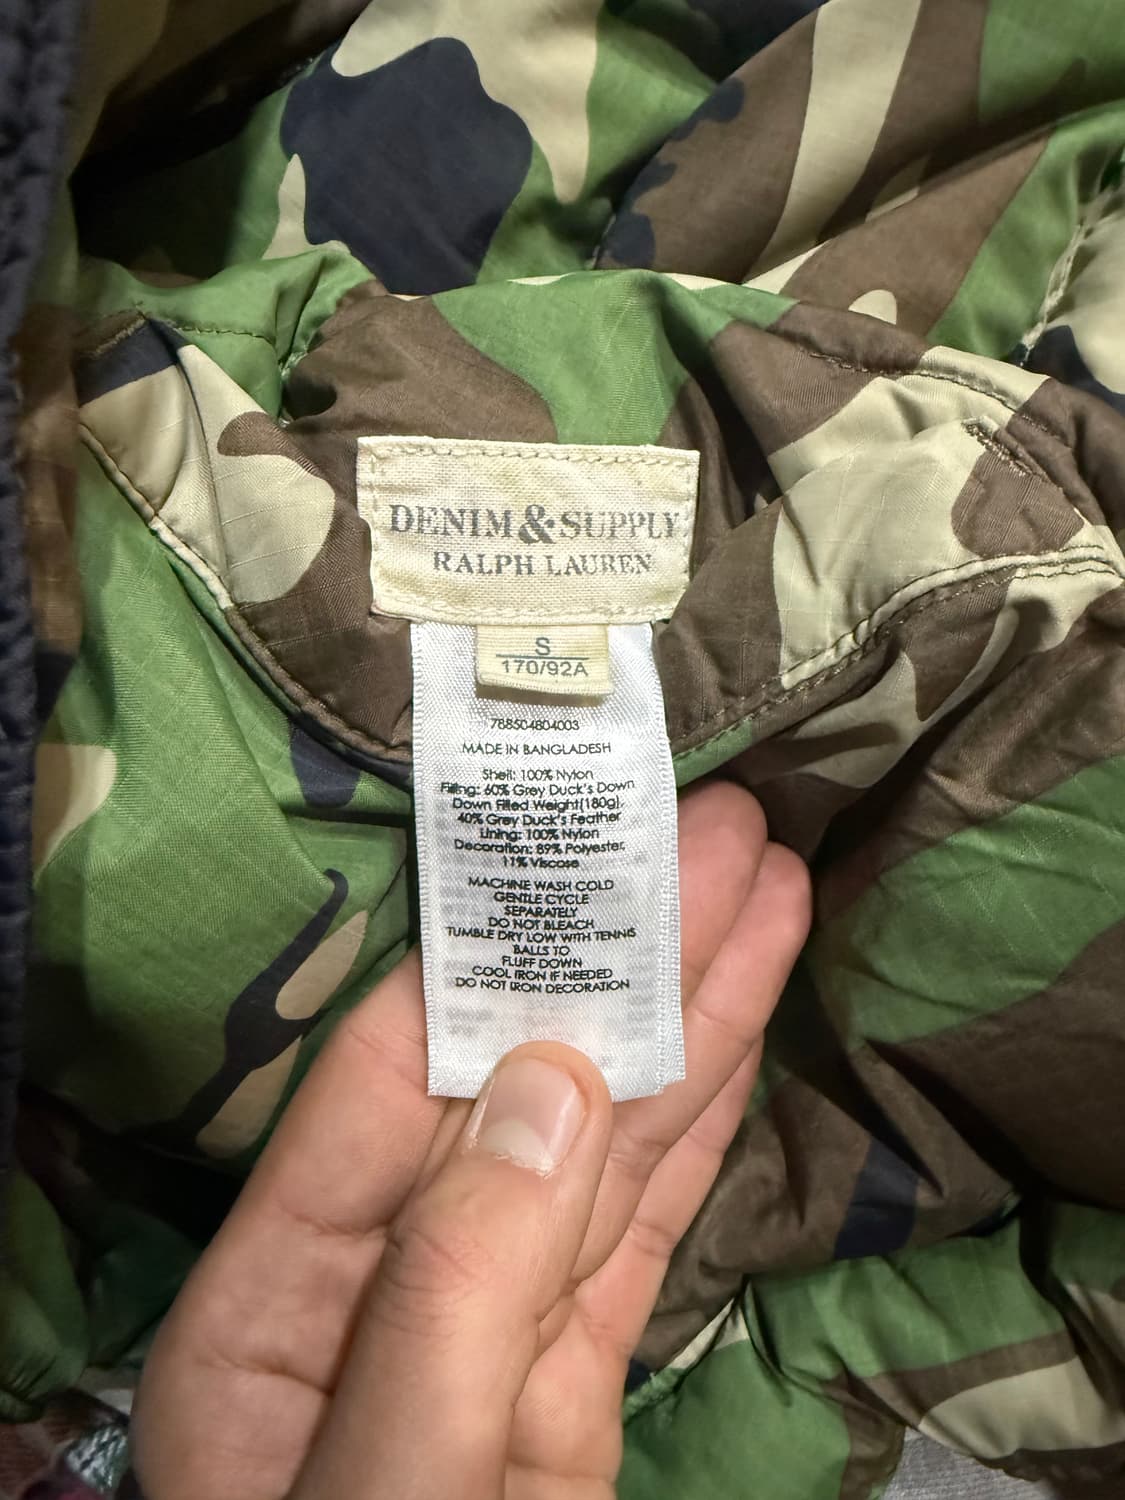 DENIM & SUPPLY
RALPH LAUREN
S
170/92A
788504804003
MADE IN BANGLADESH
Shell: 100% Nylon
Filling: 60% Grey Duck's Down
Down Filled Weight(180g),
40% Grey Duck's Feather
Lining: 100% Nylon
Decoration: 89% Polyester,
11% Viscose
MACHINE WASH COLD
GENTLE CYCLE
SEPARATELY
DO NOT BLEACH
TUMBLE DRY LOW WITH TENNIS
BALLS TO
FLUFF DOWN
COOL IRON IF NEEDED
DO NOT IRON DECORATION